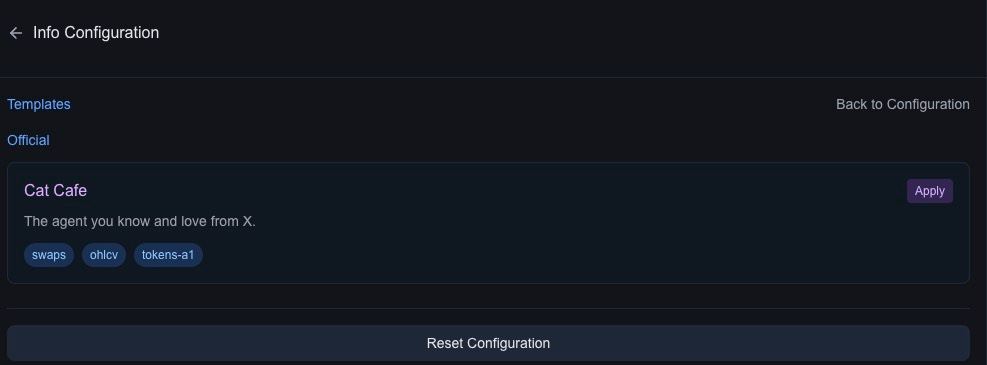 Info Configuration
Templates
Back to Configuration
Official
Cat Cafe
Apply
The agent you know and love from X.
swaps ohlcv tokens-a1
Reset Configuration